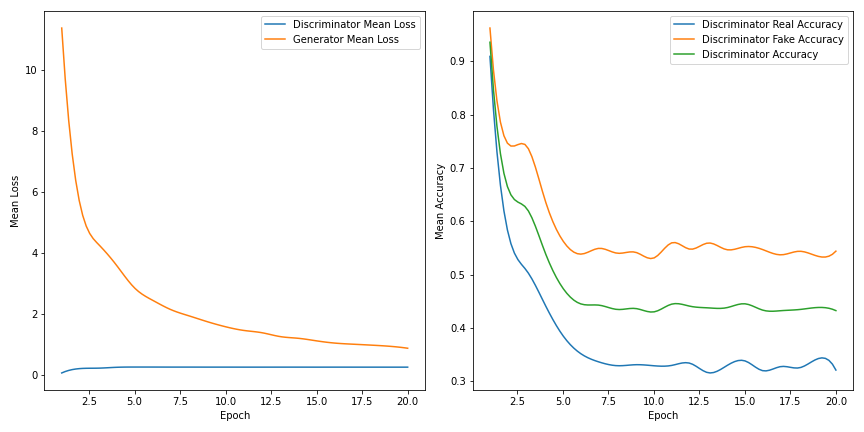 Discriminator Mean Loss
Generator Mean Loss
10
8
6
4
2
0
Mean Loss
2.5 5.0 7.5 10.0 12.5 15.0 17.5 20.0
Epoch
Discriminator Real Accuracy
Discriminator Fake Accuracy
Discriminator Accuracy
0.9
0.8
0.7
0.6
0.5
0.4
0.3
Mean Accuracy
2.5 5.0 7.5 10.0 12.5 15.0 17.5 20.0
Epoch